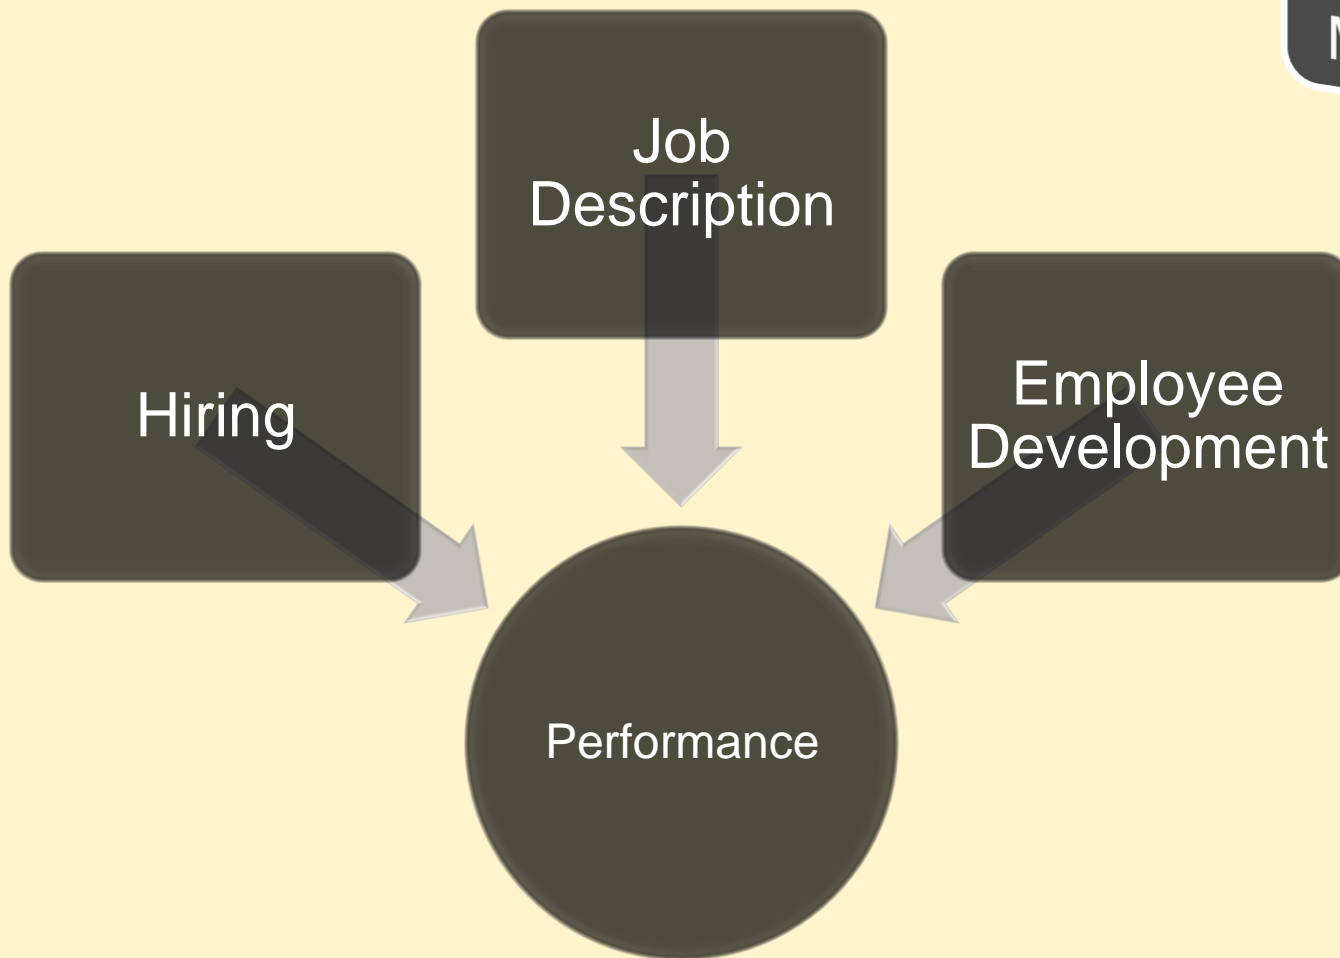 Job
Description
Hiring
Employee
Development
Performance